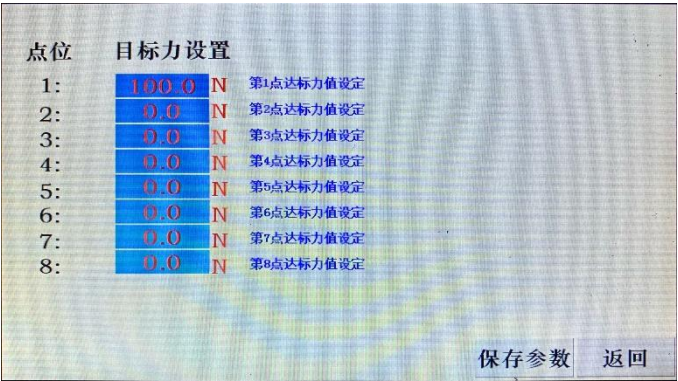 点位 目标力设置
1: 100.0 N 第1点达标力值设定
2: 0.0 N 第2点达标力值设定
3: 0.0 N 第3点达标力值设定
4: 0.0 N 第4点达标力值设定
5: 0.0 N 第5点达标力值设定
6: 0.0 N 第6点达标力值设定
7: 0.0 N 第7点达标力值设定
8: 0.0 N 第8点达标力值设定
保存参数 返回